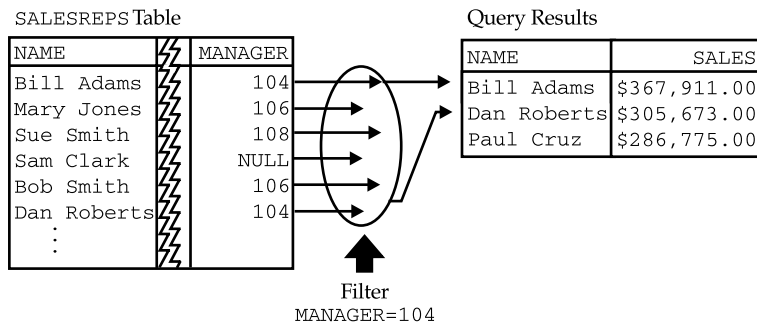 SALESREPS Table
NAME MANAGER
Bill Adams 104
Mary Jones 106
Sue Smith 108
Sam Clark NULL
Bob Smith 106
Dan Roberts 104
Query Results
NAME SALES
Bill Adams $367,911.00
Dan Roberts $305,673.00
Paul Cruz $286,775.00
Filter
MANAGER=104